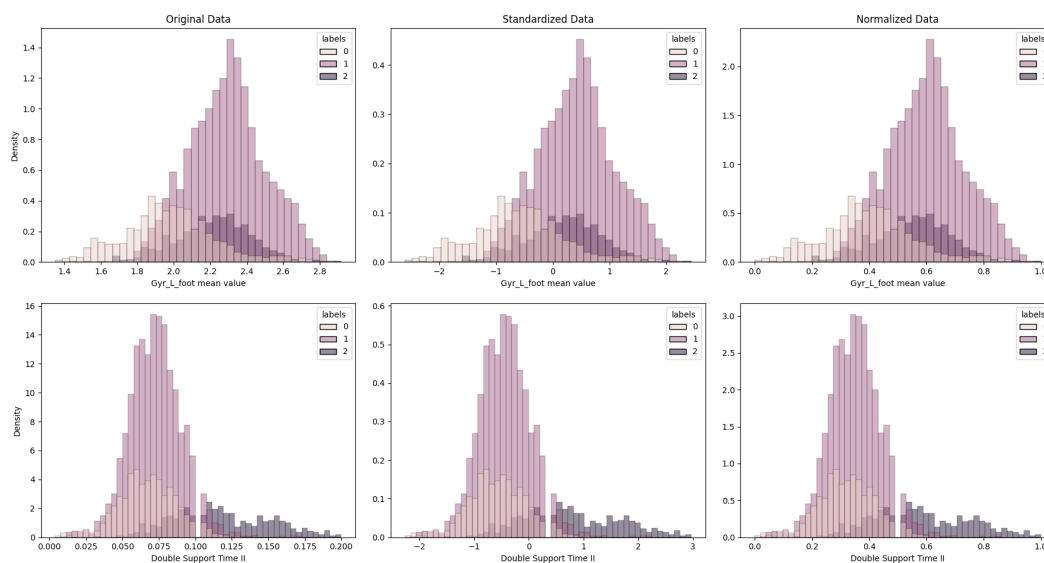 Original Data
Standardized Data
Normalized Data
Density
1.4
1.2
1.0
0.8
0.6
0.4
0.2
0.0
labels
0
1
2
1.4 1.6 1.8 2.0 2.2 2.4 2.6 2.8
Gyr_L_foot mean value
0.4
0.3
0.2
0.1
0.0
labels
0
1
2
−2 −1 0 1 2
Gyr_L_foot mean value
2.0
1.5
1.0
0.5
0.0
labels
0.0 0.2 0.4 0.6 0.8 1.0
Gyr_L_foot mean value
Density
16
14
12
10
8
6
4
2
0
labels
0
1
2
0.000 0.025 0.050 0.075 0.100 0.125 0.150 0.175 0.200
Double Support Time II
0.6
0.5
0.4
0.3
0.2
0.1
0.0
labels
0
1
2
−2 −1 0 1 2 3
Double Support Time II
3.0
2.5
2.0
1.5
1.0
0.5
0.0
labels
0.0 0.2 0.4 0.6 0.8 1.0
Double Support Time II